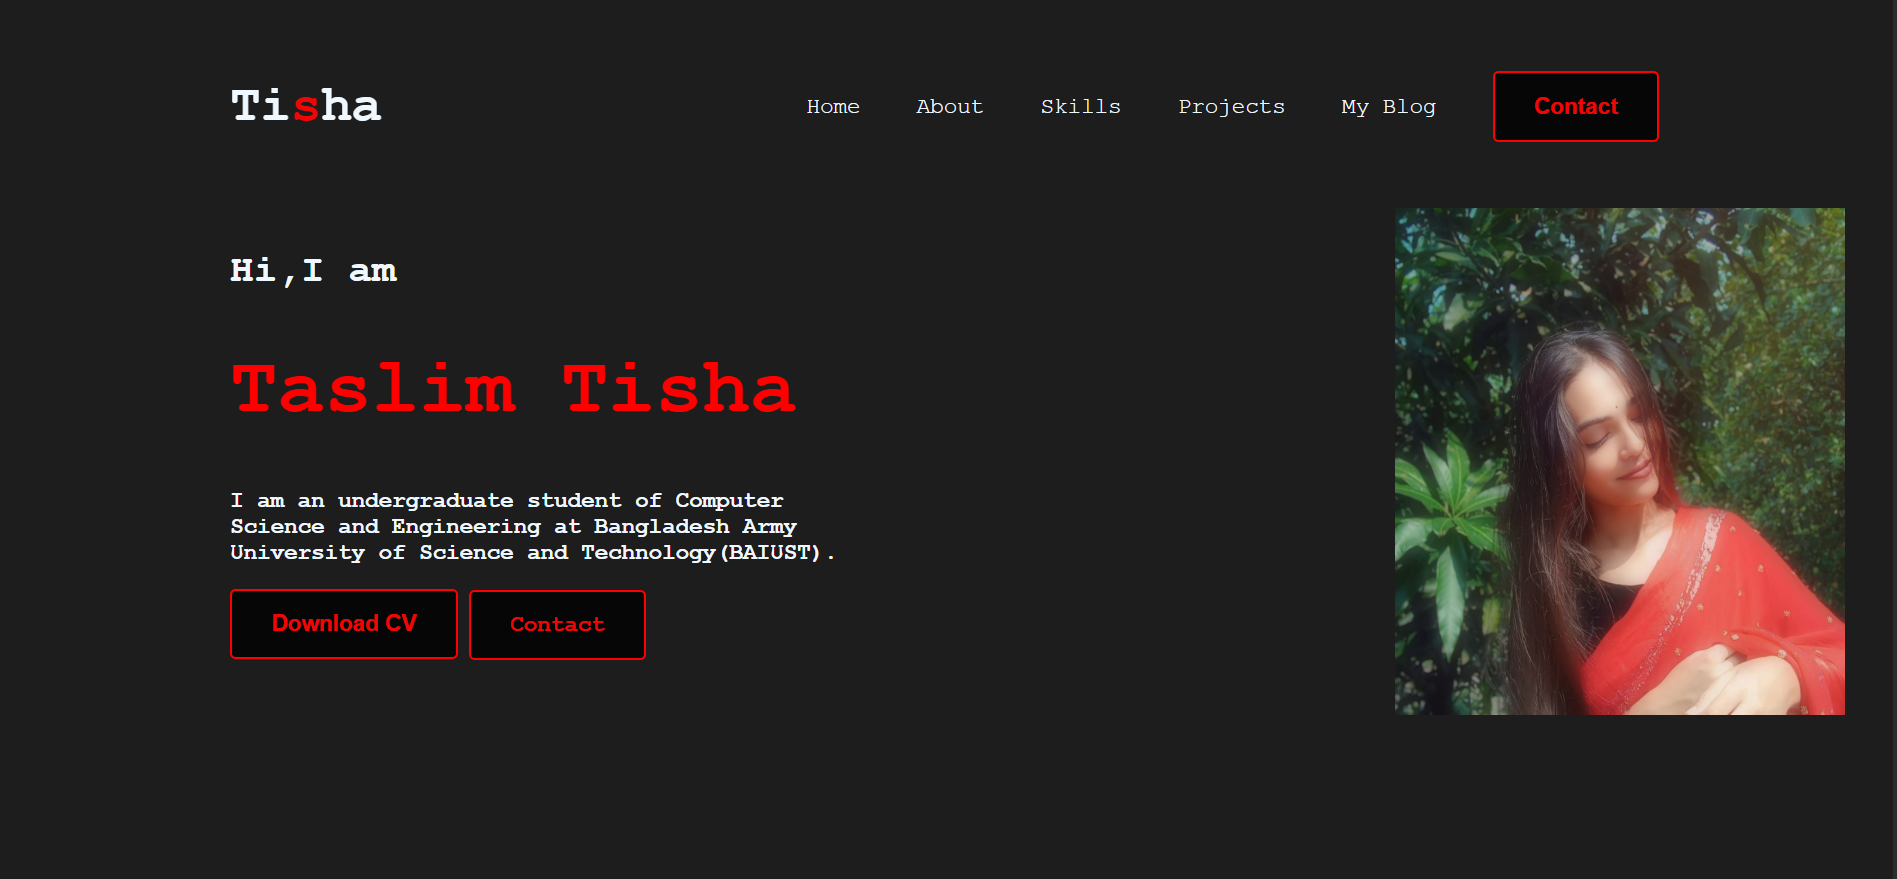 Tisha
Home About Skills Projects My Blog Contact
Hi,I am
Taslim Tisha
I am an undergraduate student of Computer
Science and Engineering at Bangladesh Army
University of Science and Technology(BAIUST).
Download CV Contact